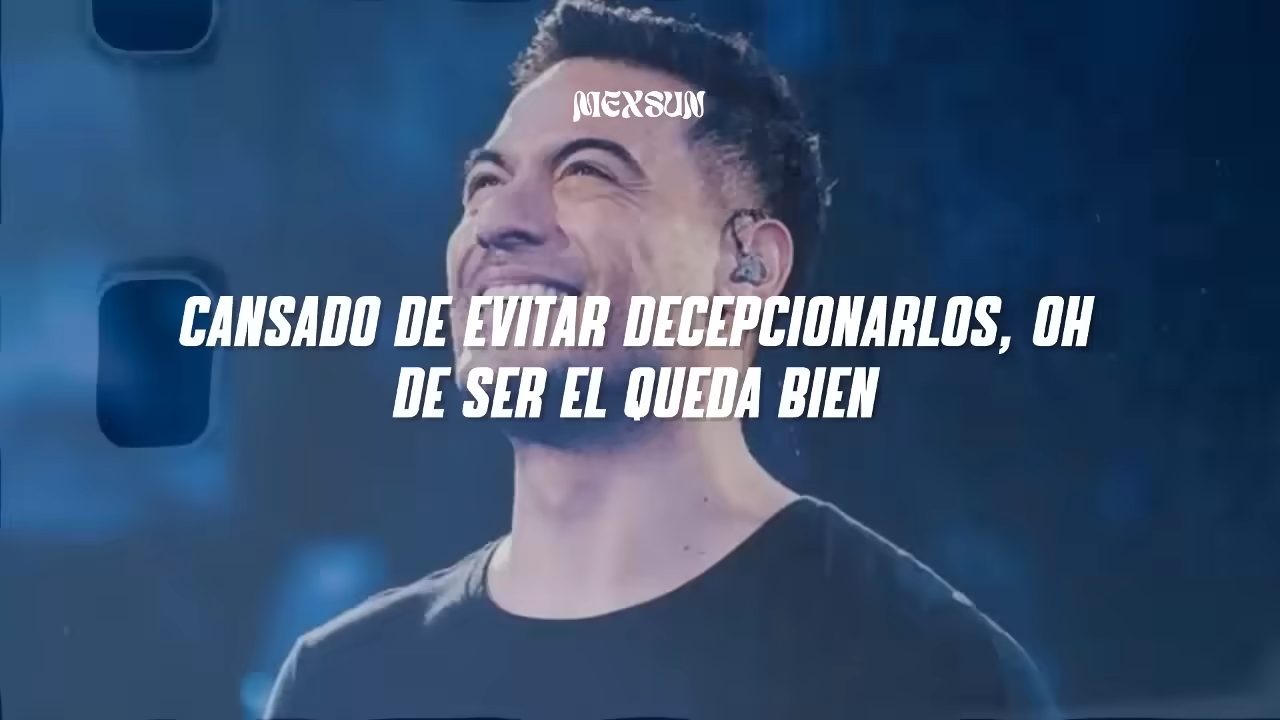 MEXSUN
CANSADO DE EVITAR DECEPCIONARLOS, OH
DE SER EL QUEDA BIEN